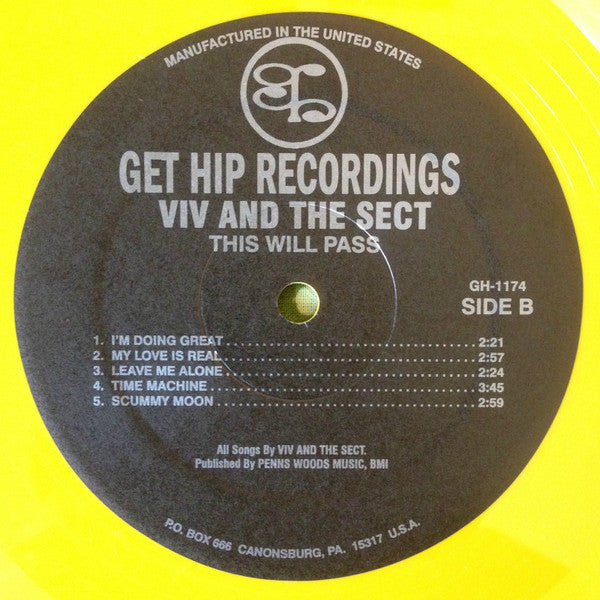 MANUFACTURED IN THE UNITED STATES
GET HIP RECORDINGS
VIV AND THE SECT
THIS WILL PASS
GH-1174
SIDE B
1. I'M DOING GREAT 2:21
2. MY LOVE IS REAL 2:57
3. LEAVE ME ALONE 2:24
4. TIME MACHINE 3:45
5. SCUMMY MOON 2:59
All Songs By VIV AND THE SECT.
Published By PENNS WOODS MUSIC, BMI
P.O. BOX 666 CANONSBURG, PA. 15317 U.S.A.